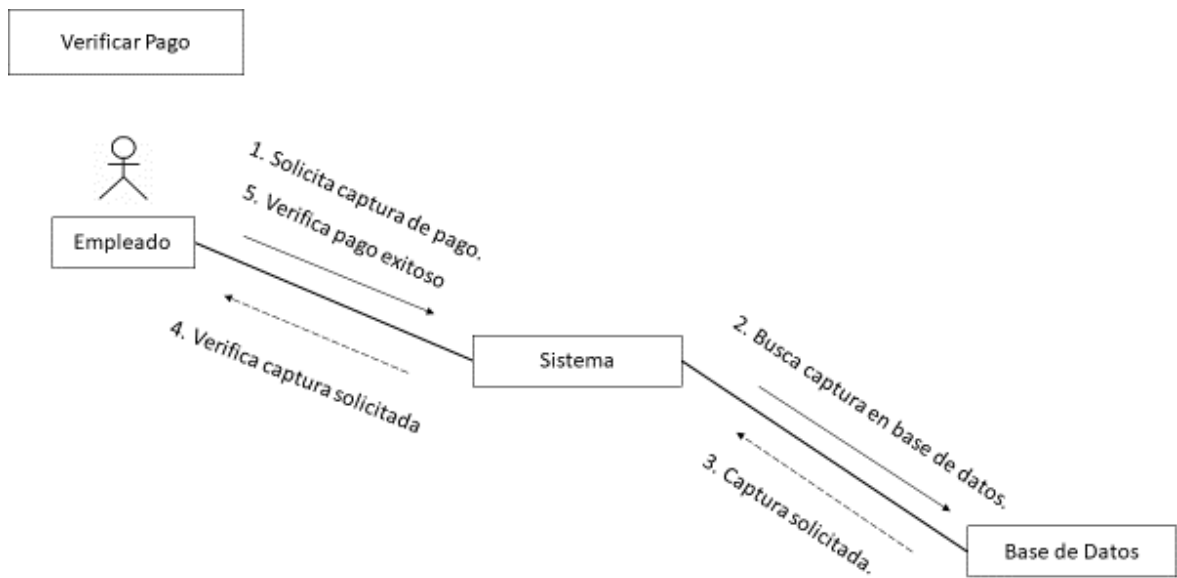 Verificar Pago
1. Solicita captura de pago.
5. Verifica pago exitoso
Empleado
4. Verifica captura solicitada
Sistema
2. Busca captura en base de datos.
3. Captura solicitada.
Base de Datos